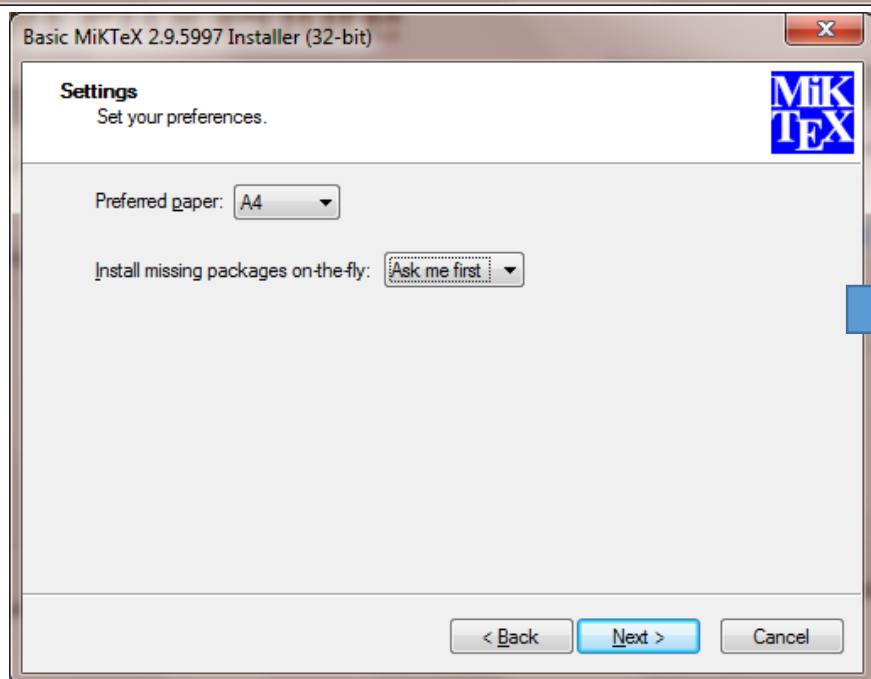 Basic MiKTeX 2.9.5997 Installer (32-bit)
Settings
Set your preferences.
MiK
TEX
Preferred paper: A4
Install missing packages on-the-fly: Ask me first
< Back Next > Cancel